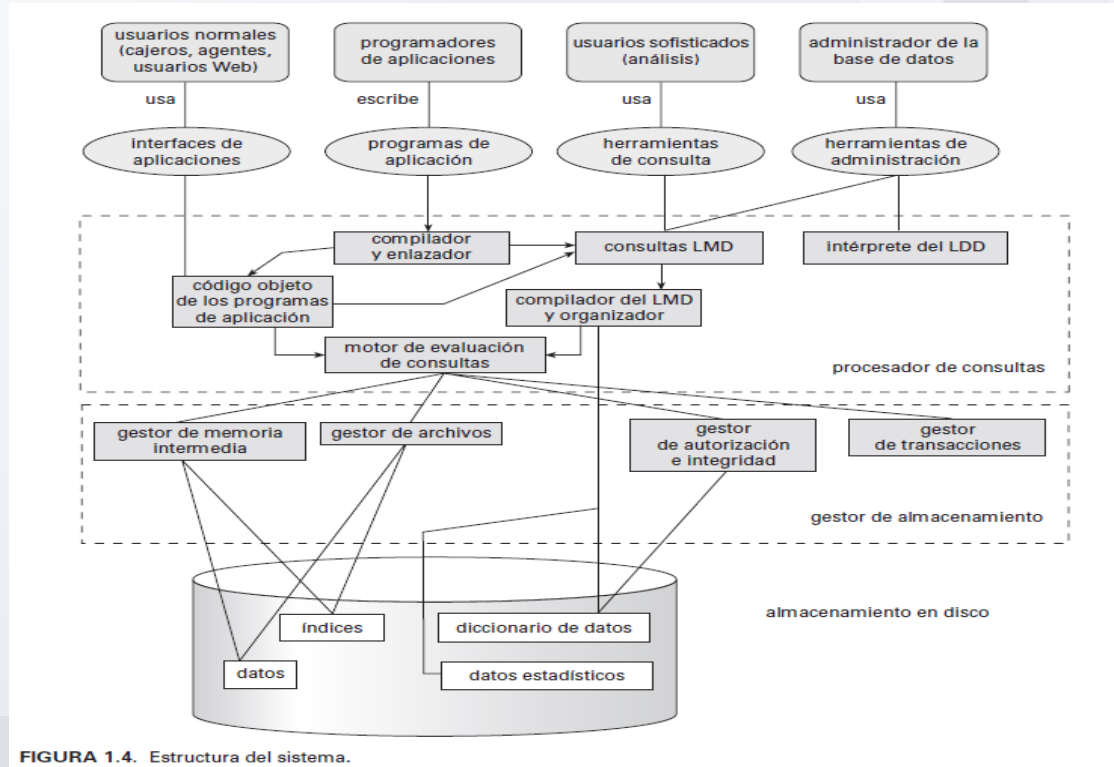 usuarios normales
(cajeros, agentes,
usuarios Web)
programadores
de aplicaciones
usuarios sofisticados
(análisis)
administrador de la
base de datos
usa
escribe
usa
usa
interfaces de
aplicaciones
programas de
aplicación
herramientas
de consulta
herramientas de
administración
compilador
y enlazador
consultas LMD
intérprete del LDD
código objeto
de los programas
de aplicación
compilador del LMD
y organizador
motor de evaluación
de consultas
procesador de consultas
gestor de memoria
intermedia
gestor de archivos
gestor
de autorización
e integridad
gestor
de transacciones
gestor de almacenamiento
almacenamiento en disco
índices
diccionario de datos
datos
datos estadísticos
FIGURA 1.4. Estructura del sistema.